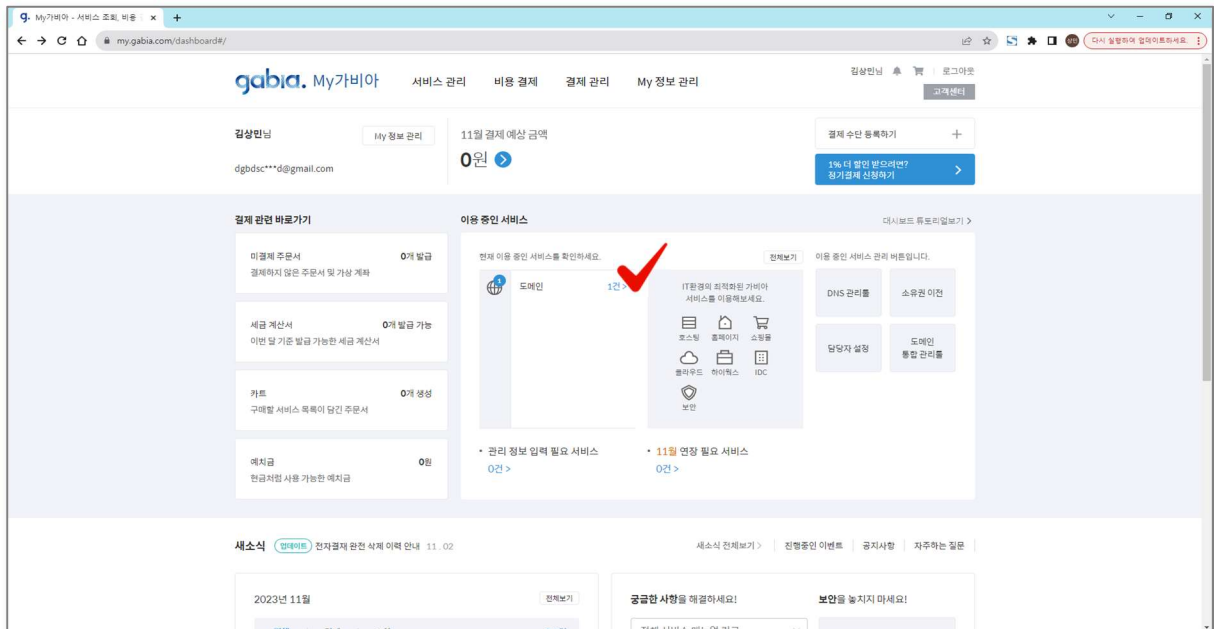 g. My가비아 - 서비스 조회, 비용
my.gabia.com/dashboard#/
상민
다시 실행하여 업데이트하세요.
gabia. My가비아
서비스 관리
비용 결제
결제 관리
My 정보 관리
김상민님
로그아웃
고객센터
김상민님
My 정보 관리
dgbdsc***d@gmail.com
11월 결제 예상 금액
0원
결제 수단 등록하기
1% 더 할인 받으려면?
정기결제 신청하기
결제 관련 바로가기
이용 중인 서비스
대시보드 튜토리얼보기 >
미결제 주문서
0개 발급
결제하지 않은 주문서 및 가상 계좌
세금 계산서
0개 발급 가능
이번 달 기준 발급 가능한 세금 계산서
카트
0개 생성
구매할 서비스 목록이 담긴 주문서
예치금
0원
현금처럼 사용 가능한 예치금
현재 이용 중인 서비스를 확인하세요.
전체보기
1
도메인
1건 >
IT환경의 최적화된 가비아
서비스를 이용해보세요.
호스팅
홈페이지
쇼핑몰
클라우드
하이웍스
IDC
보안
이용 중인 서비스 관리 버튼입니다.
DNS 관리툴
소유권 이전
담당자 설정
도메인
통합 관리툴
• 관리 정보 입력 필요 서비스
0건 >
• 11월 연장 필요 서비스
0건 >
새소식
업데이트
전자결재 완전 삭제 이력 안내 11 . 02
새소식 전체보기 >
진행중인 이벤트
공지사항
자주하는 질문
2023년 11월
전체보기
궁금한 사항을 해결하세요!
보안을 놓치지 마세요!